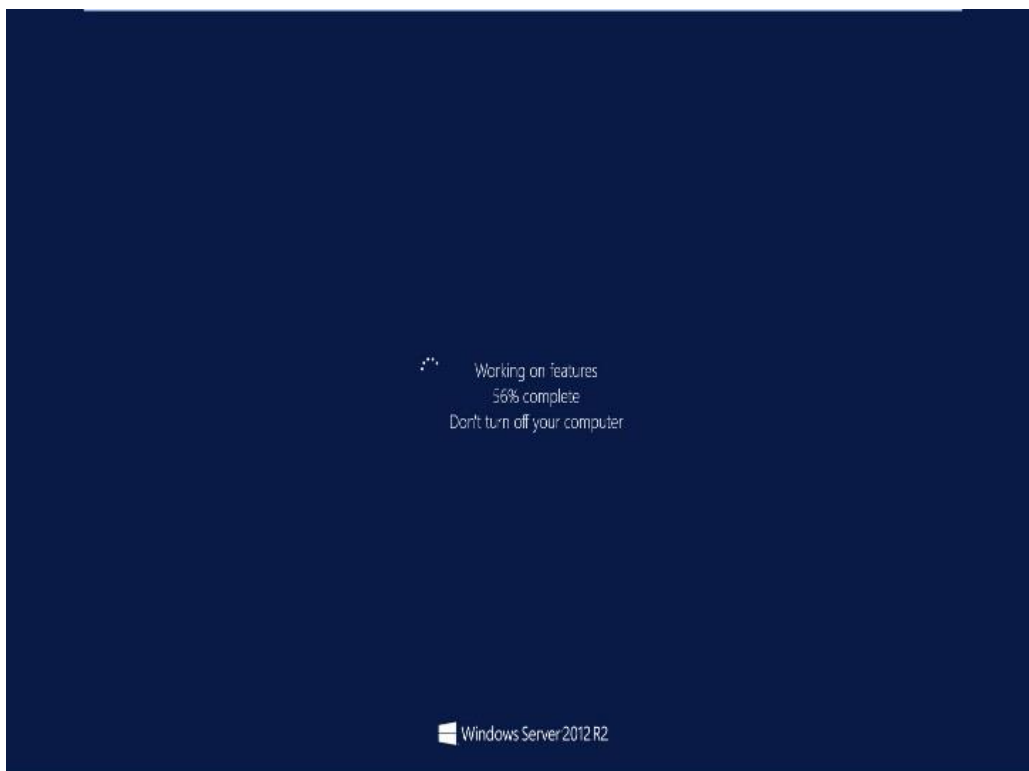 Working on features
56% complete
Don't turn off your computer
Windows Server 2012 R2